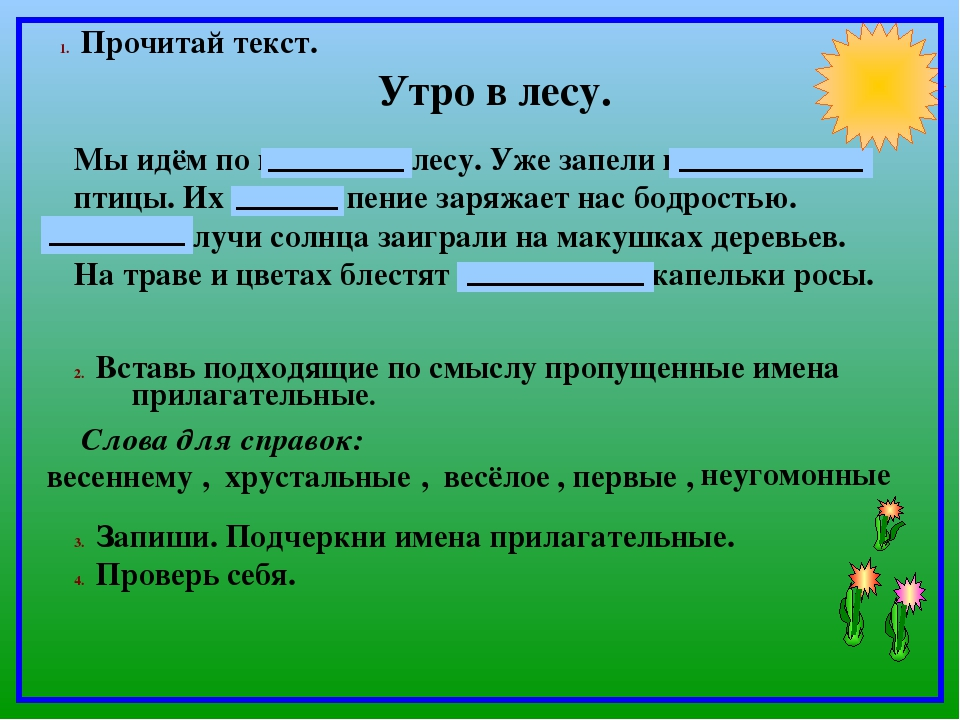 1. Прочитай текст.
Утро в лесу.
Мы идём по ________ лесу. Уже запели ___________
птицы. Их ______ пение заряжает нас бодростью.
________ лучи солнца заиграли на макушках деревьев.
На траве и цветах блестят ___________ капельки росы.
2. Вставь подходящие по смыслу пропущенные имена
прилагательные.
Слова для справок:
весеннему , хрустальные , весёлое , первые , неугомонные
3. Запиши. Подчеркни имена прилагательные.
4. Проверь себя.